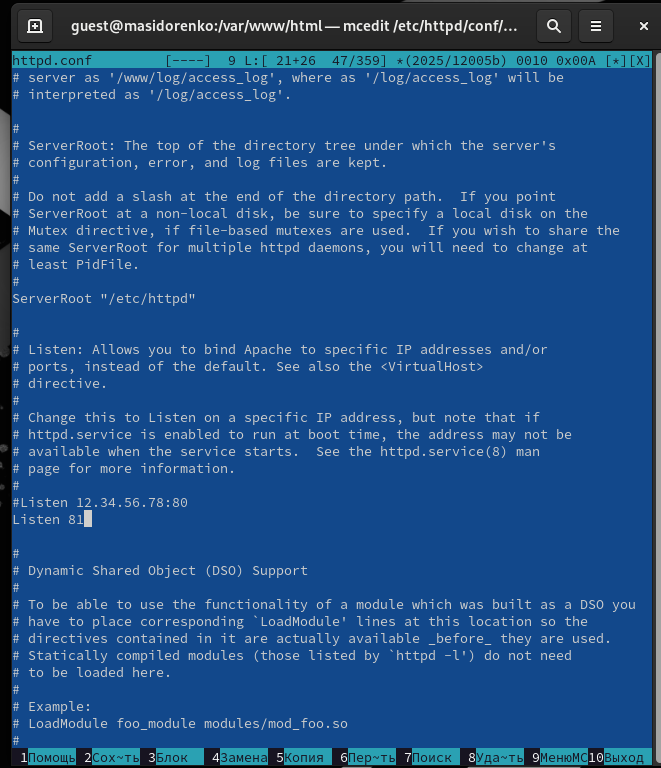 guest@masidorenko:/var/www/html — mcedit /etc/httpd/conf/…
httpd.conf [----] 9 L:[ 21+26 47/359] *(2025/12005b) 0010 0x00A [*][X]
# server as '/www/log/access_log', where as '/log/access_log' will be
# interpreted as '/log/access_log'.
#
# ServerRoot: The top of the directory tree under which the server's
# configuration, error, and log files are kept.
#
# Do not add a slash at the end of the directory path.  If you point
# ServerRoot at a non-local disk, be sure to specify a local disk on the
# Mutex directive, if file-based mutexes are used.  If you wish to share the
# same ServerRoot for multiple httpd daemons, you will need to change at
# least PidFile.
#
ServerRoot "/etc/httpd"
#
# Listen: Allows you to bind Apache to specific IP addresses and/or
# ports, instead of the default. See also the <VirtualHost>
# directive.
#
# Change this to Listen on a specific IP address, but note that if
# httpd.service is enabled to run at boot time, the address may not be
# available when the service starts.  See the httpd.service(8) man
# page for more information.
#
#Listen 12.34.56.78:80
Listen 81
#
# Dynamic Shared Object (DSO) Support
#
# To be able to use the functionality of a module which was built as a DSO you
# have to place corresponding `LoadModule' lines at this location so the
# directives contained in it are actually available _before_ they are used.
# Statically compiled modules (those listed by `httpd -l') do not need
# to be loaded here.
#
# Example:
# LoadModule foo_module modules/mod_foo.so
#
1Помощь 2Сох~ть 3Блок 4Замена 5Копия 6Пер~ть 7Поиск 8Уда~ть 9МенюMC 10Выход